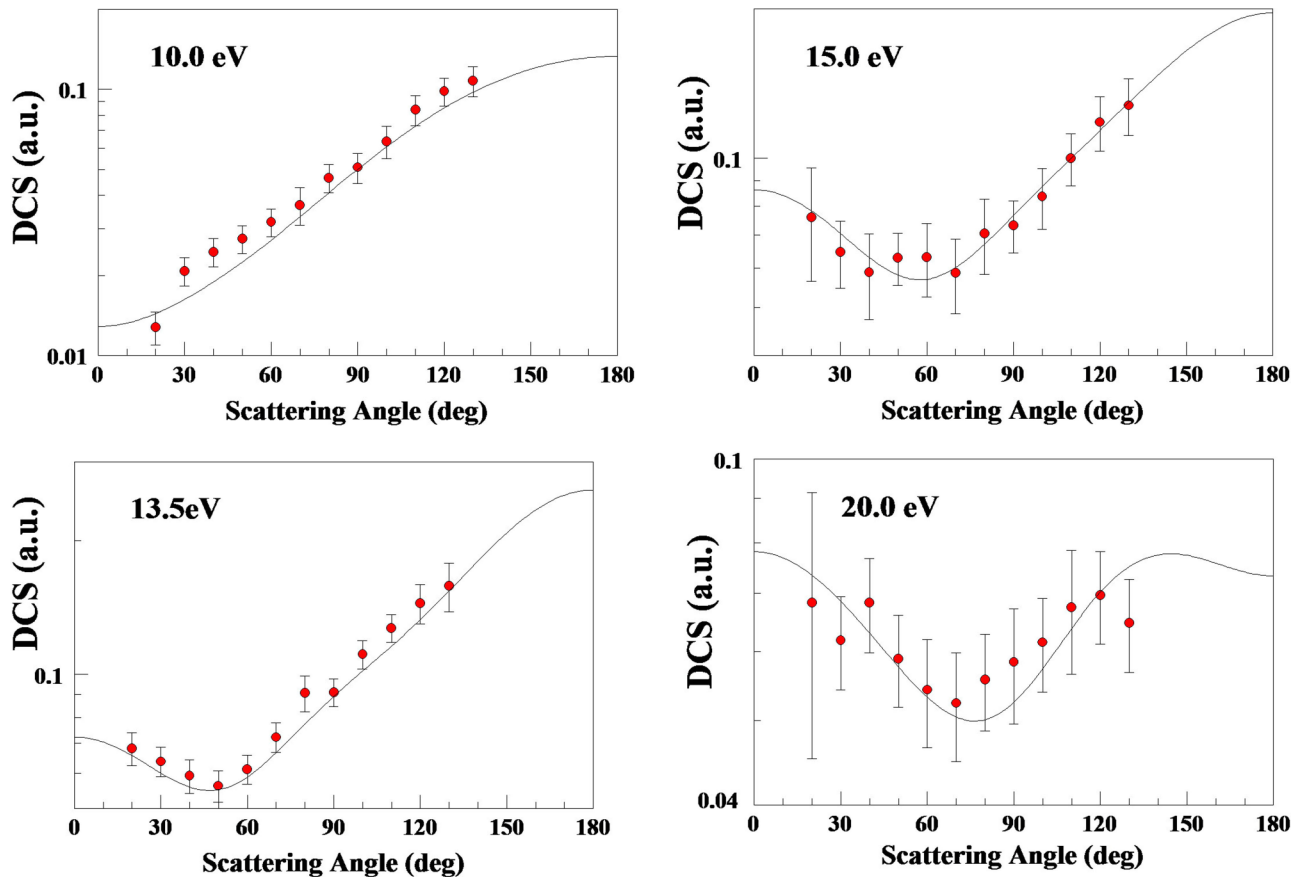 10.0 eV
DCS (a.u.)
0.1
0.01
0 30 60 90 120 150 180
Scattering Angle (deg)
15.0 eV
DCS (a.u.)
0.1
0 30 60 90 120 150 180
Scattering Angle (deg)
13.5eV
DCS (a.u.)
0.1
0 30 60 90 120 150 180
Scattering Angle (deg)
0.1
20.0 eV
DCS (a.u.)
0.04
0 30 60 90 120 150 180
Scattering Angle (deg)